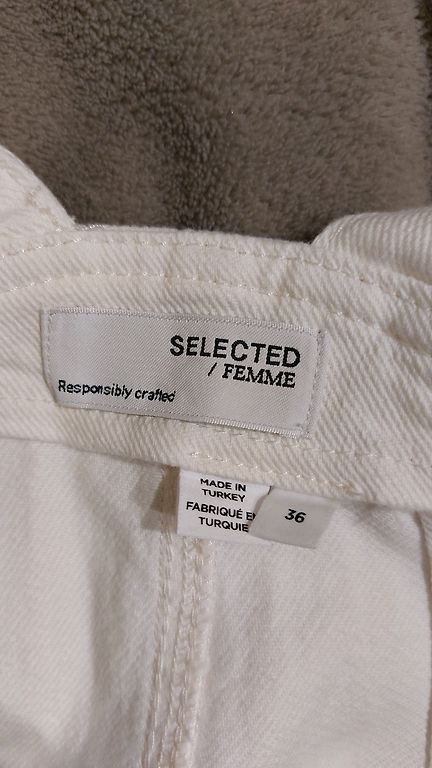 SELECTED
/ FEMME
Responsibly crafted
MADE IN
TURKEY
FABRIQUÉ E
TURQUIE
36